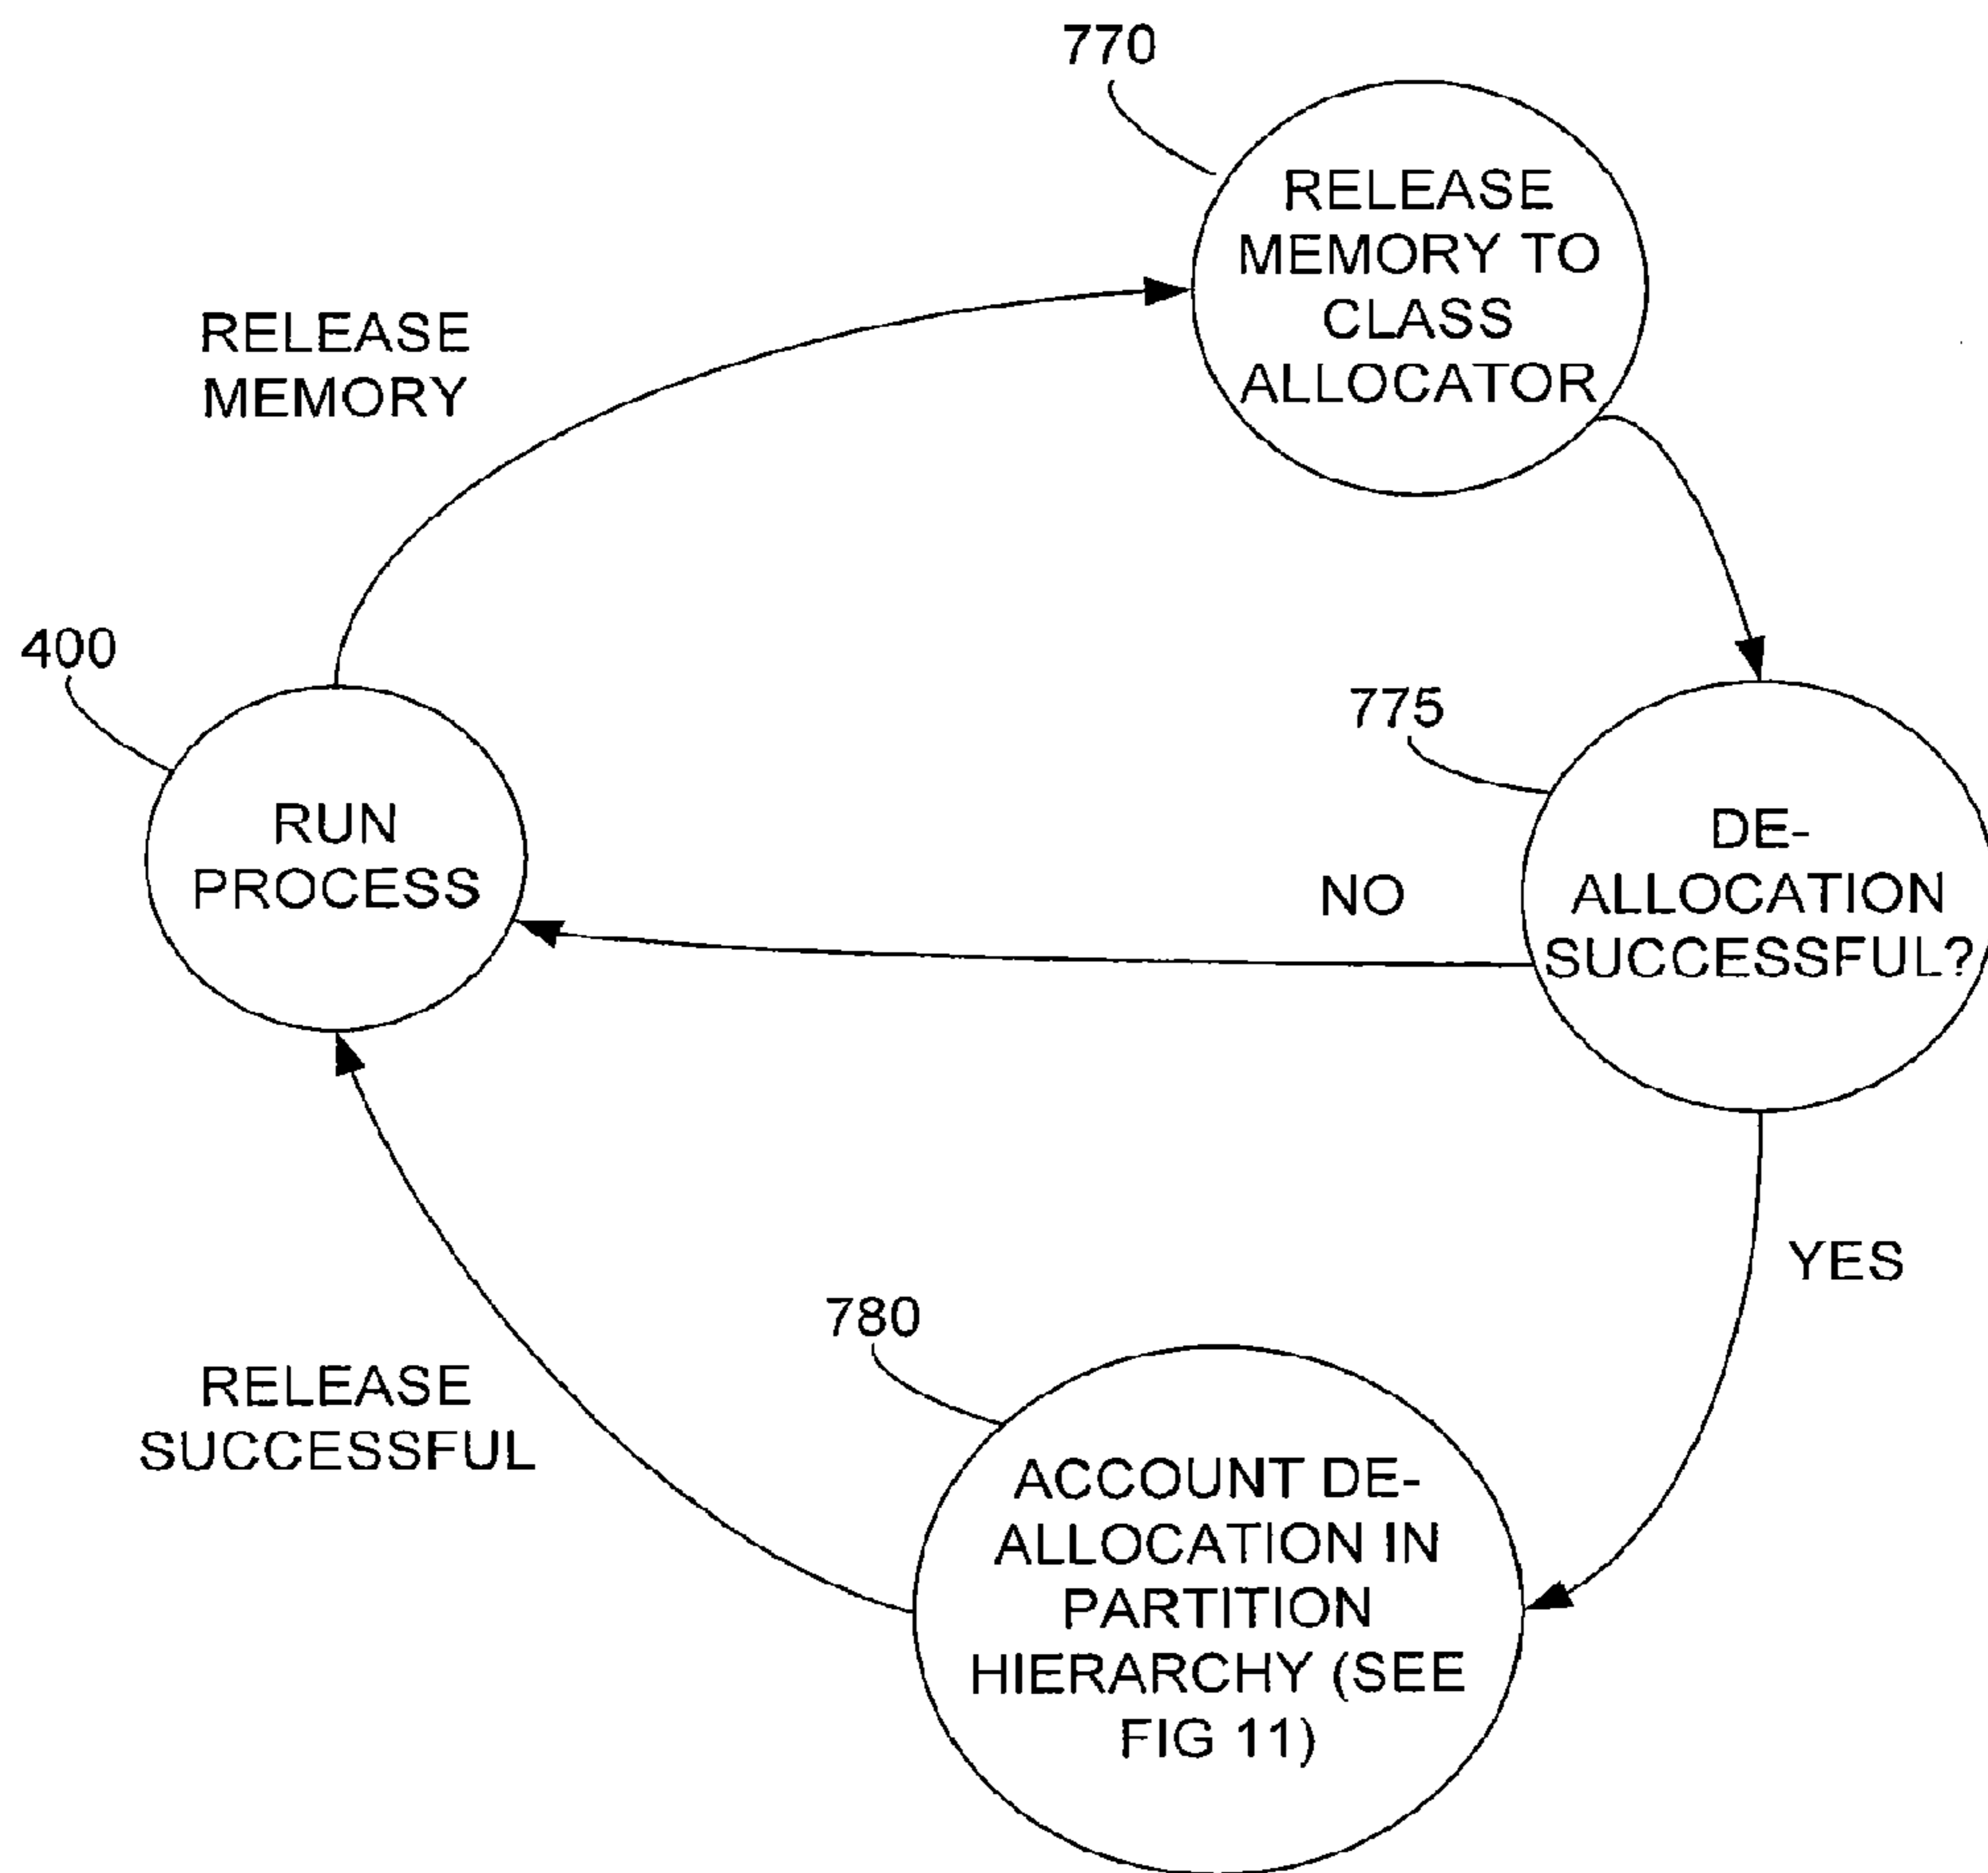 770
RELEASE
MEMORY TO
CLASS
ALLOCATOR
RELEASE
MEMORY
400
RUN
PROCESS
775
DE-
ALLOCATION
SUCCESSFUL?
NO
YES
780
RELEASE
SUCCESSFUL
ACCOUNT DE-
ALLOCATION IN
PARTITION
HIERARCHY (SEE
FIG 11)